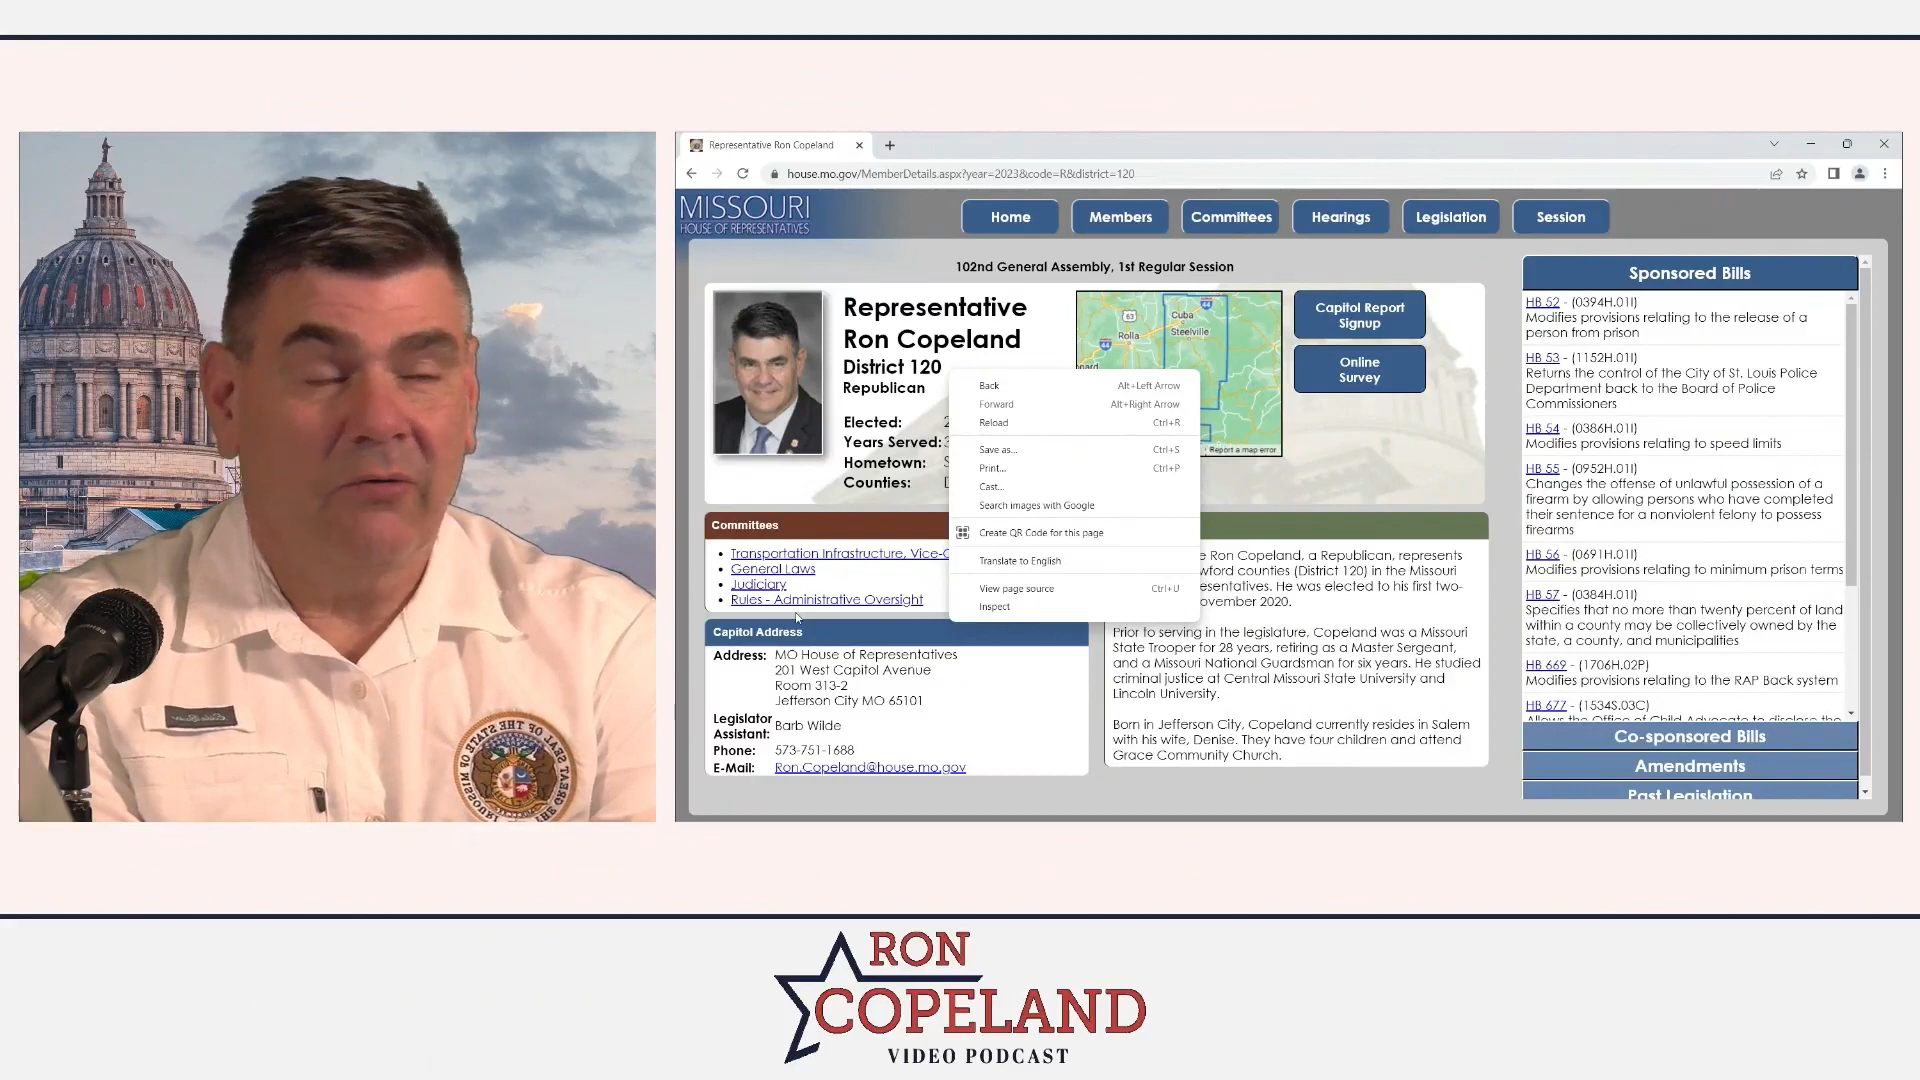 Representative Ron Copeland
house.mo.gov/MemberDetails.aspx?year=2023&code=R&district=120
MISSOURI
HOUSE OF REPRESENTATIVES
Home
Members
Committees
Hearings
Legislation
Session
102nd General Assembly, 1st Regular Session
Representative
Ron Copeland
District 120
Republican
Elected:
Years Served:
Hometown:
Counties:
63
44
Cuba
Steelville
Rolla
44
Report a map error
Capitol Report
Signup
Online
Survey
Back Alt+Left Arrow
Forward Alt+Right Arrow
Reload Ctrl+R
Save as... Ctrl+S
Print... Ctrl+P
Cast...
Search images with Google
Create QR Code for this page
Translate to English
View page source Ctrl+U
Inspect
Committees
• Transportation Infrastructure, Vice-
• General Laws
• Judiciary
• Rules - Administrative Oversight
Capitol Address
Address: MO House of Representatives
201 West Capitol Avenue
Room 313-2
Jefferson City MO 65101
Legislator
Assistant: Barb Wilde
Phone: 573-751-1688
E-Mail: Ron.Copeland@house.mo.gov
Ron Copeland, a Republican, represents
counties (District 120) in the Missouri
He was elected to his first two-
2020.
Prior to serving in the legislature, Copeland was a Missouri
State Trooper for 28 years, retiring as a Master Sergeant,
and a Missouri National Guardsman for six years. He studied
criminal justice at Central Missouri State University and
Lincoln University.
Born in Jefferson City, Copeland currently resides in Salem
with his wife, Denise. They have four children and attend
Grace Community Church.
Sponsored Bills
HB 52 - (0394H.01I)
Modifies provisions relating to the release of a
person from prison
HB 53 - (1152H.01I)
Returns the control of the City of St. Louis Police
Department back to the Board of Police
Commissioners
HB 54 - (0386H.01I)
Modifies provisions relating to speed limits
HB 55 - (0952H.01I)
Changes the offense of unlawful possession of a
firearm by allowing persons who have completed
their sentence for a nonviolent felony to possess
firearms
HB 56 - (0691H.01I)
Modifies provisions relating to minimum prison terms
HB 57 - (0384H.01I)
Specifies that no more than twenty percent of land
within a county may be collectively owned by the
state, a county, and municipalities
HB 669 - (1706H.02P)
Modifies provisions relating to the RAP Back system
HB 677 - (1534S.03C)
Allows the Office of Child Advocate to disclose the
Co-sponsored Bills
Amendments
Past Legislation
RON
COPELAND
VIDEO PODCAST